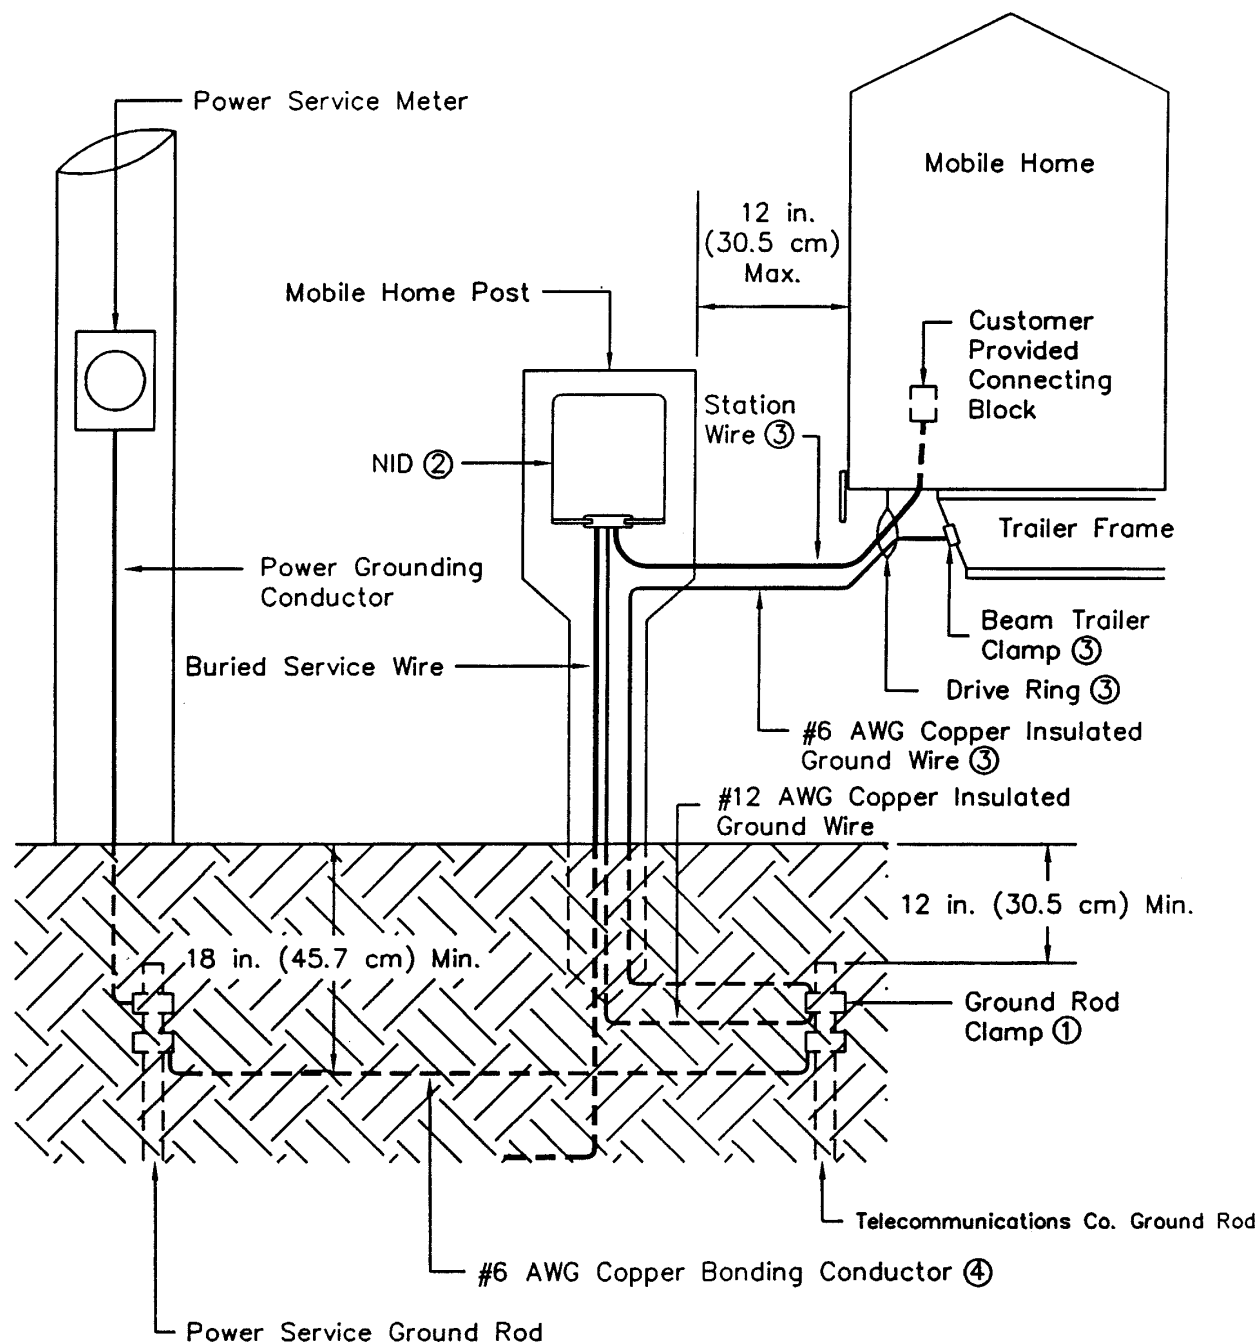 Power Service Meter
Mobile Home
12 in.
(30.5 cm)
Max.
Mobile Home Post
Customer
Provided
Connecting
Block
Station
Wire ③
NID ②
Trailer Frame
Power Grounding
Conductor
Beam Trailer
Clamp ③
Buried Service Wire
Drive Ring ③
#6 AWG Copper Insulated
Ground Wire ③
#12 AWG Copper Insulated
Ground Wire
12 in. (30.5 cm) Min.
18 in. (45.7 cm) Min.
Ground Rod
Clamp ①
Telecommunications Co. Ground Rod
#6 AWG Copper Bonding Conductor ④
Power Service Ground Rod